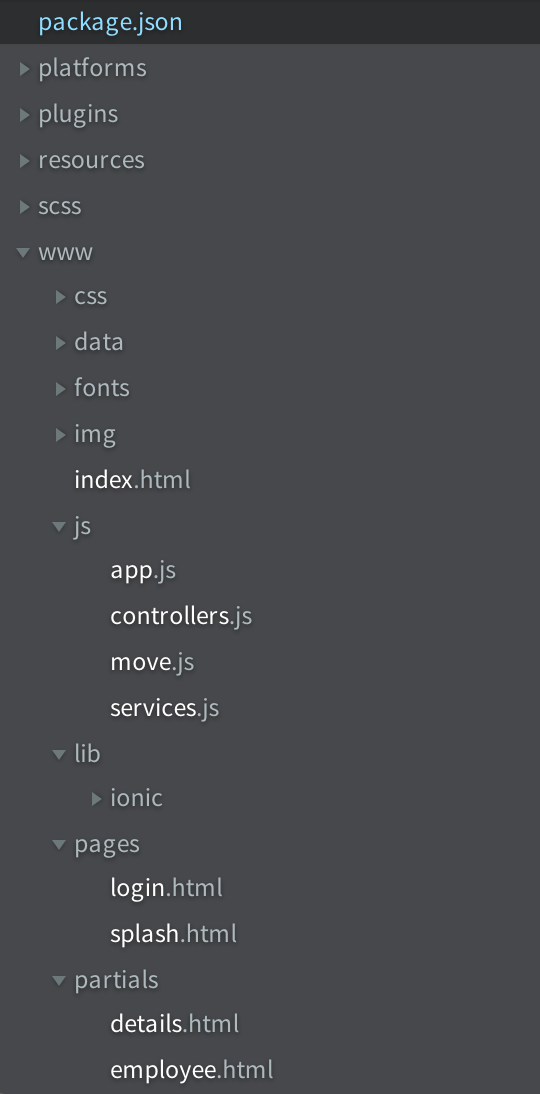 package.json
platforms
plugins
resources
scss
www
css
data
fonts
img
index.html
js
app.js
controllers.js
move.js
services.js
lib
ionic
pages
login.html
splash.html
partials
details.html
employee.html